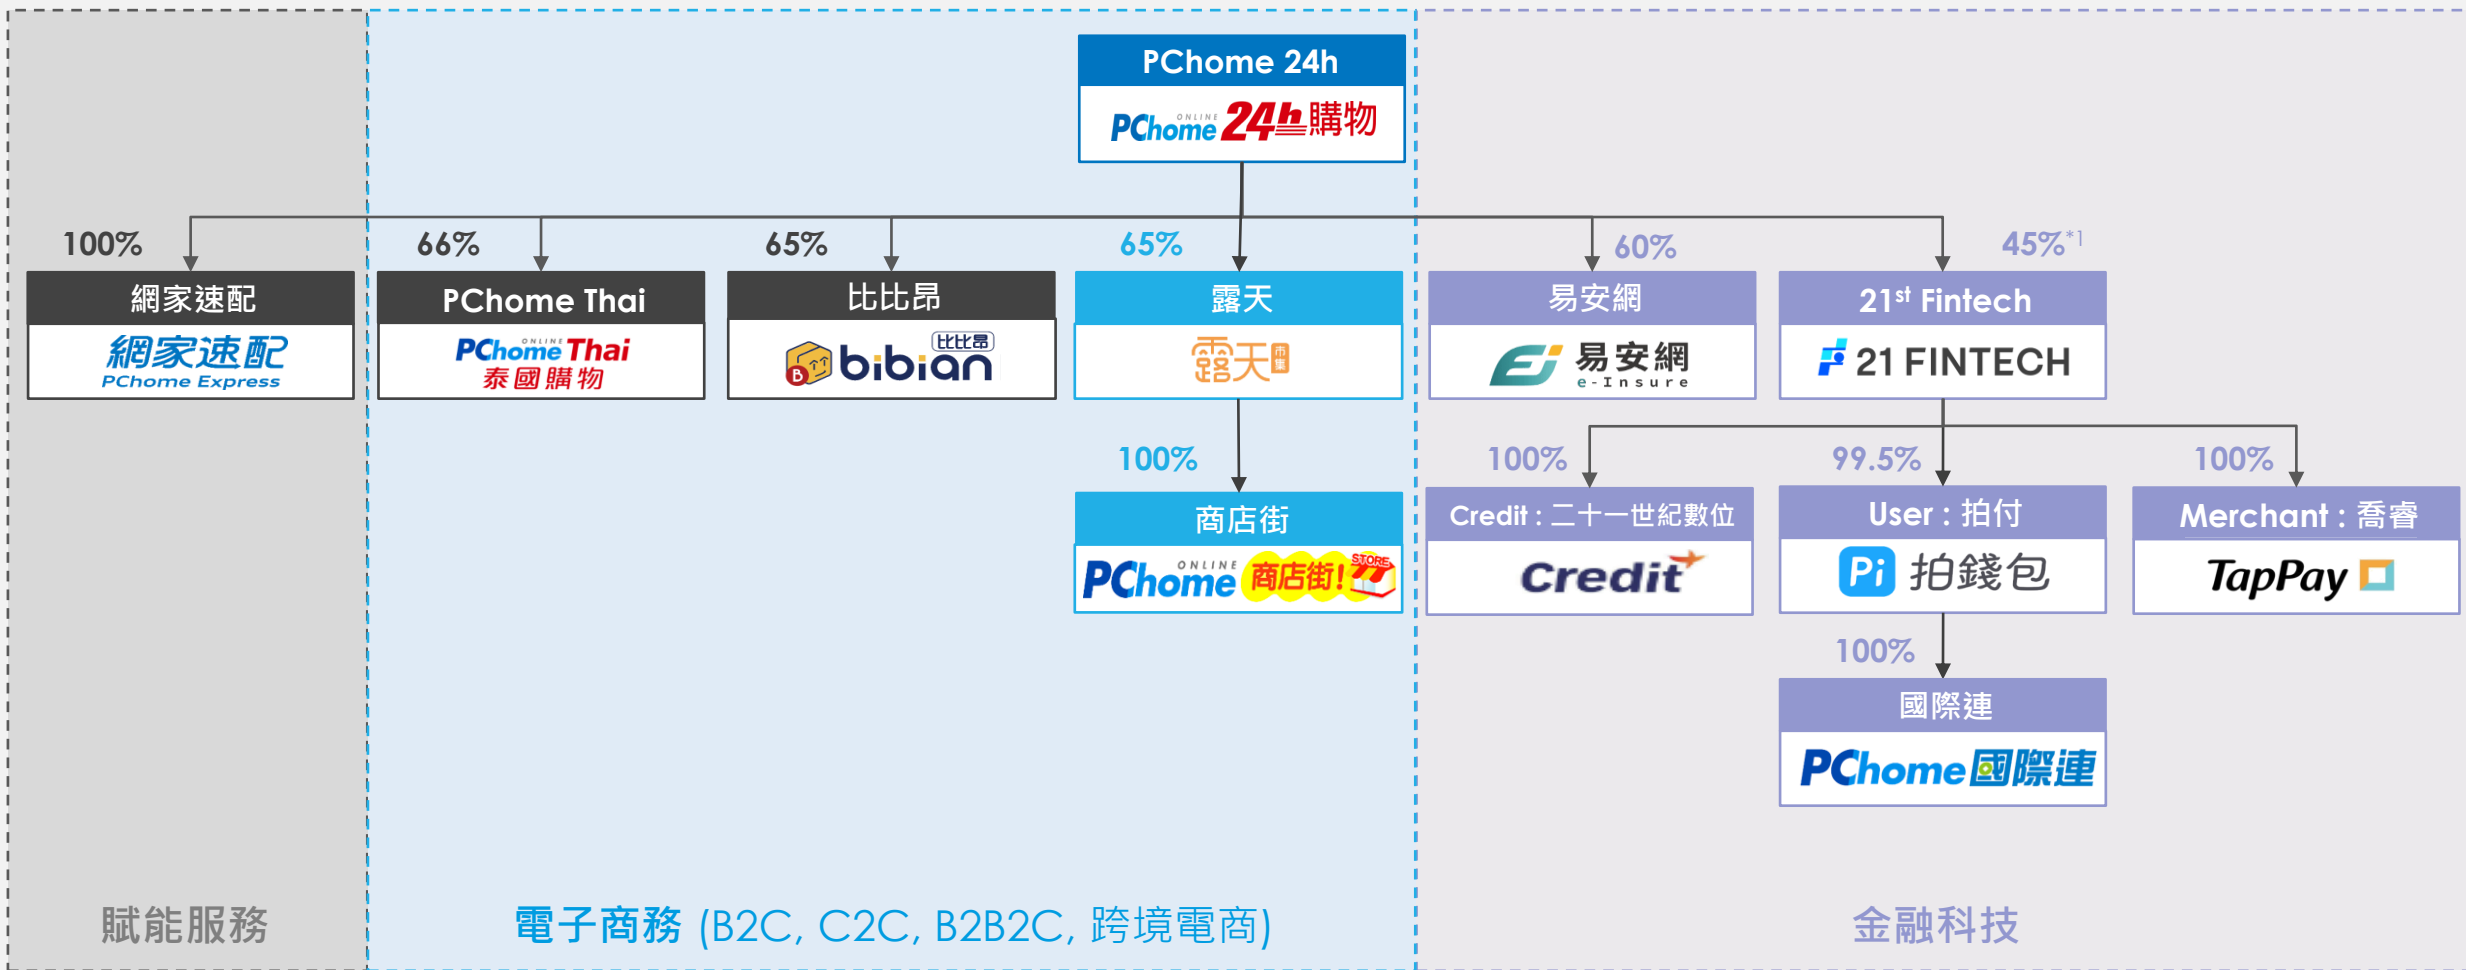 PChome 24h
PChome ONLINE 24h購物
100%
66%
65%
65%
60%
45%*1
網家速配
網家速配
PChome Express
PChome Thai
PChome ONLINE Thai
泰國購物
比比昂
比比昂
bibian
B
露天
露天市集
易安網
易安網
e-Insure
21st Fintech
21 FINTECH
100%
100%
99.5%
100%
商店街
PChome ONLINE 商店街! STORE
Credit : 二十一世紀數位
Credit
User : 拍付
Pi 拍錢包
Merchant : 喬睿
TapPay
100%
國際連
PChome國際連
賦能服務
電子商務 (B2C, C2C, B2B2C, 跨境電商)
金融科技